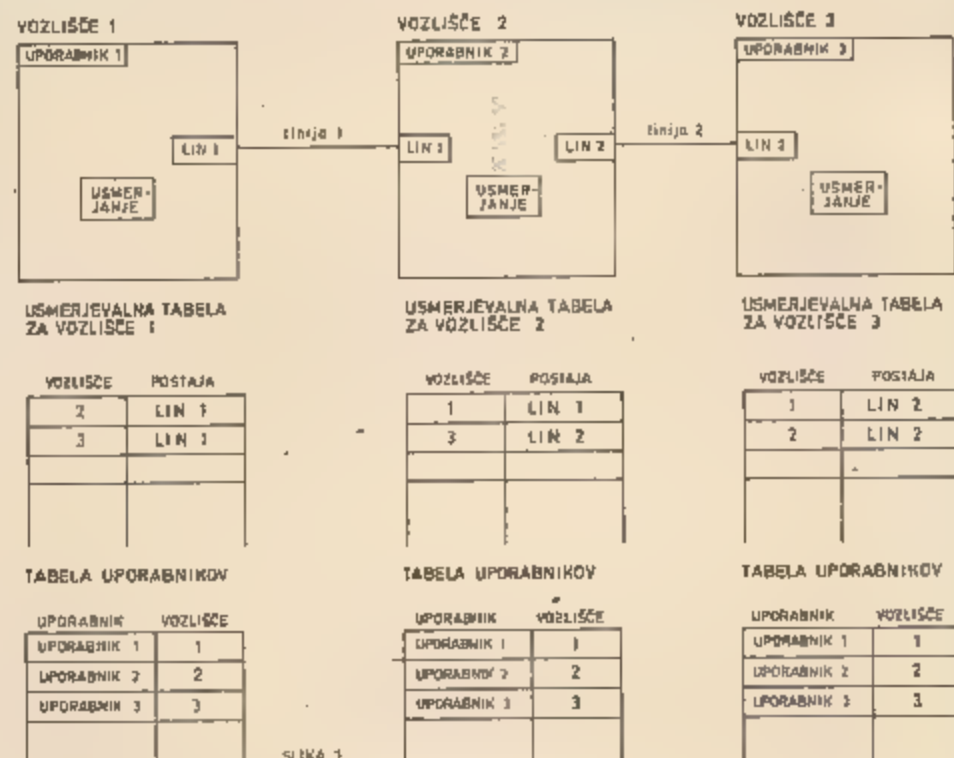 VOZLIŠČE 1
UPORABNIK 1
LIN 1
USMER-
JANJE
linija 1
VOZLIŠČE 2
UPORABNIK 2
LIN 1
LIN 2
USMER-
JANJE
linija 2
VOZLIŠČE 3
UPORABNIK 3
LIN 2
USMER-
JANJE
USMERJEVALNA TABELA
ZA VOZLIŠČE 1
VOZLIŠČE POSTAJA
2 LIN 1
3 LIN 1
USMERJEVALNA TABELA
ZA VOZLIŠČE 2
VOZLIŠČE POSTAJA
1 LIN 1
3 LIN 2
USMERJEVALNA TABELA
ZA VOZLIŠČE 3
VOZLIŠČE POSTAJA
1 LIN 2
2 LIN 2
TABELA UPORABNIKOV
UPORABNIK VOZLIŠČE
UPORABNIK 1 1
UPORABNIK 2 2
UPORABNIK 3 3
TABELA UPORABNIKOV
UPORABNIK VOZLIŠČE
UPORABNIK 1 1
UPORABNIK 2 2
UPORABNIK 3 3
TABELA UPORABNIKOV
UPORABNIK VOZLIŠČE
UPORABNIK 1 1
UPORABNIK 2 2
UPORABNIK 3 3
SLIKA